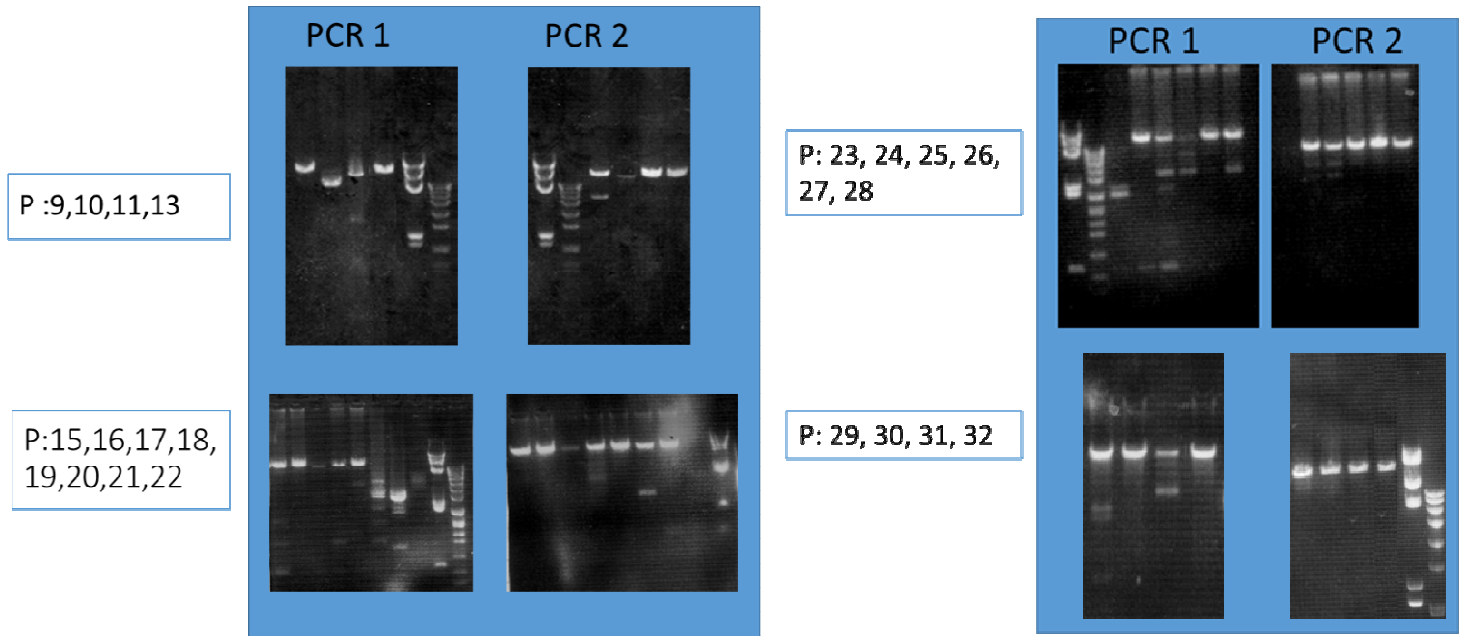 PCR 1
PCR 2
P :9,10,11,13
P:15,16,17,18,
19,20,21,22
PCR 1
PCR 2
P: 23, 24, 25, 26,
27, 28
P: 29, 30, 31, 32